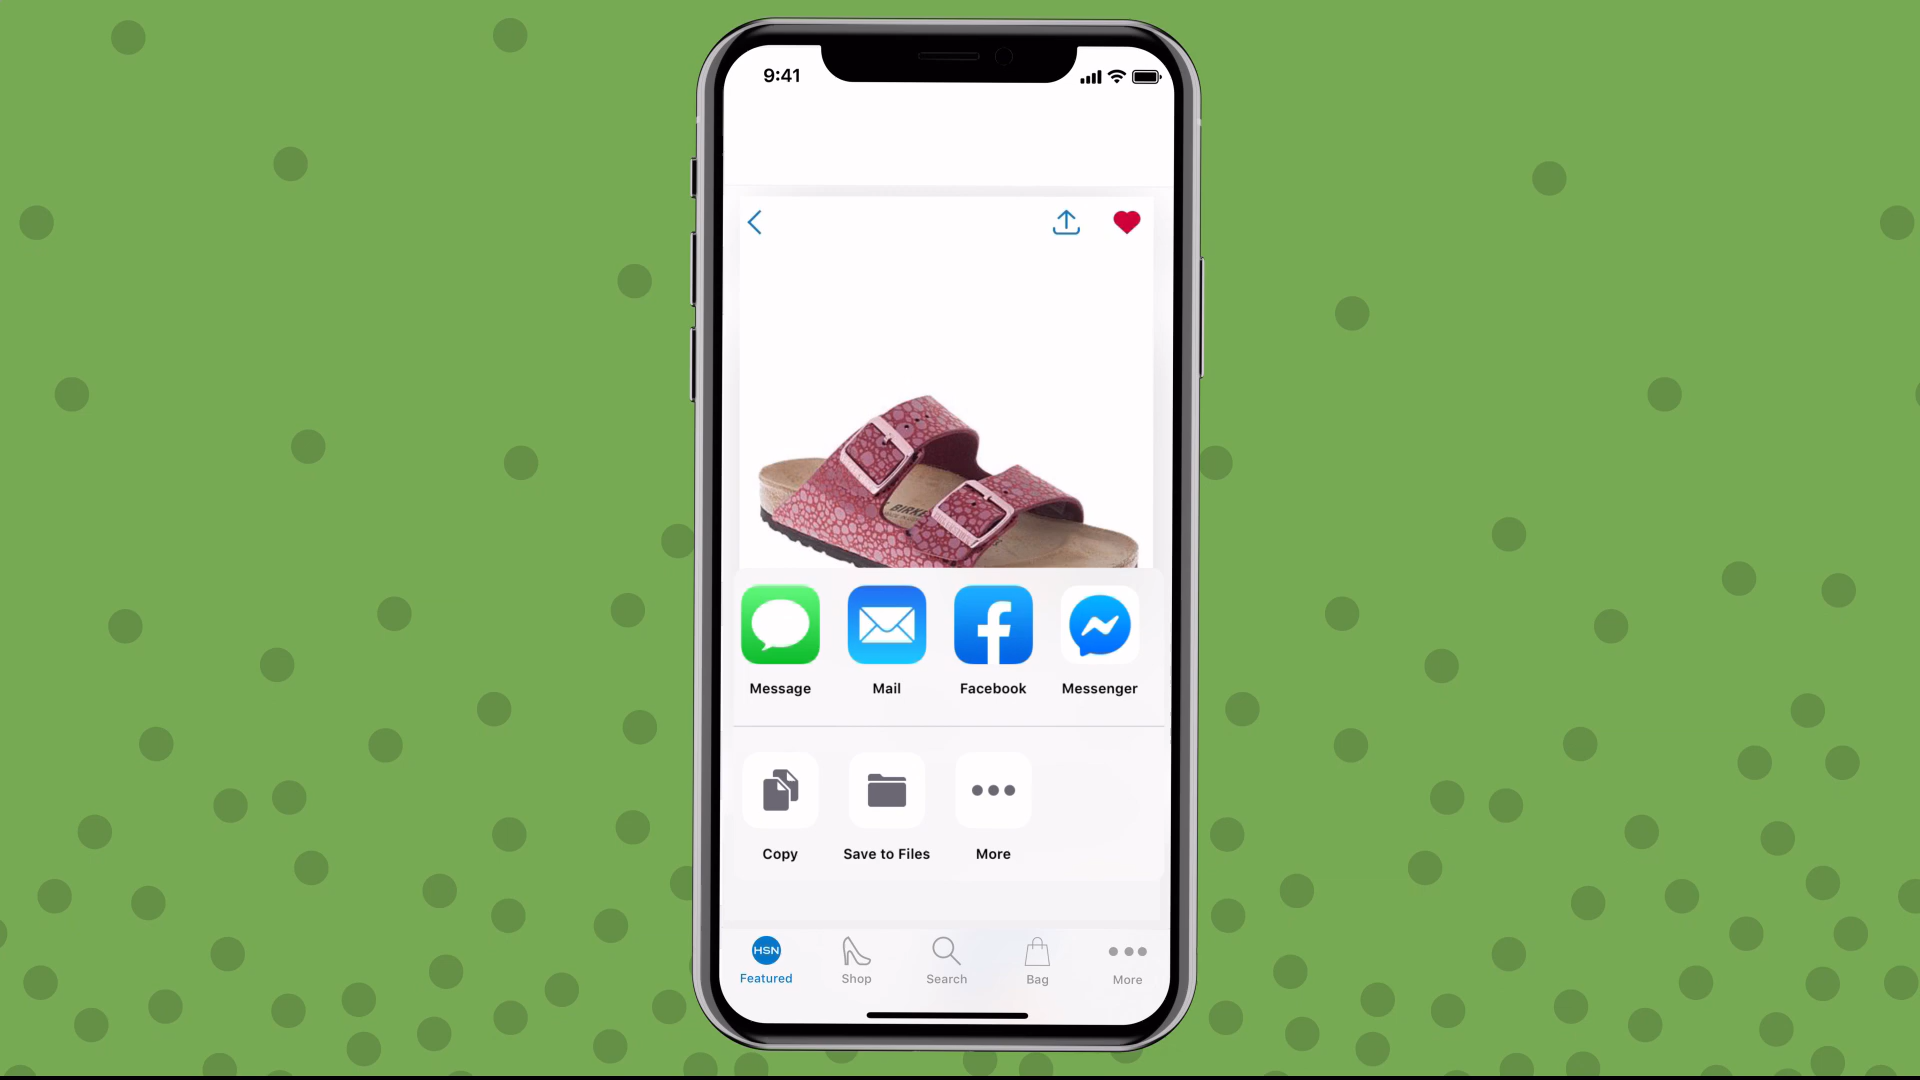 9:41
Message Mail Facebook Messenger
Copy Save to Files More
HSN
Featured Shop Search Bag More